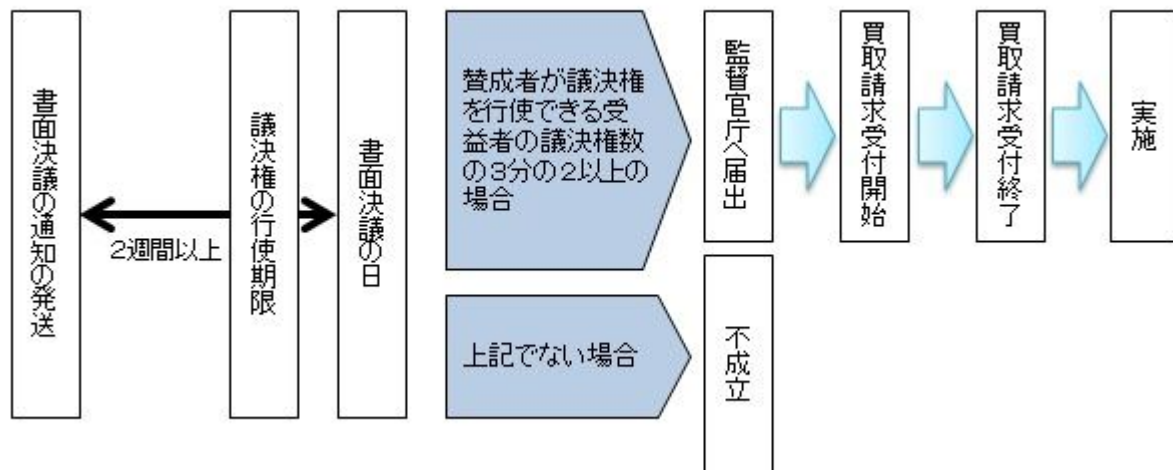 書面決議の通知の発送
2週間以上
議決権の行使期限
書面決議の日
賛成者が議決権
を行使できる受
益者の議決権数
の3分の2以上の
場合
監督官庁へ届出
買取請求受付開始
買取請求受付終了
実施
上記でない場合
不成立